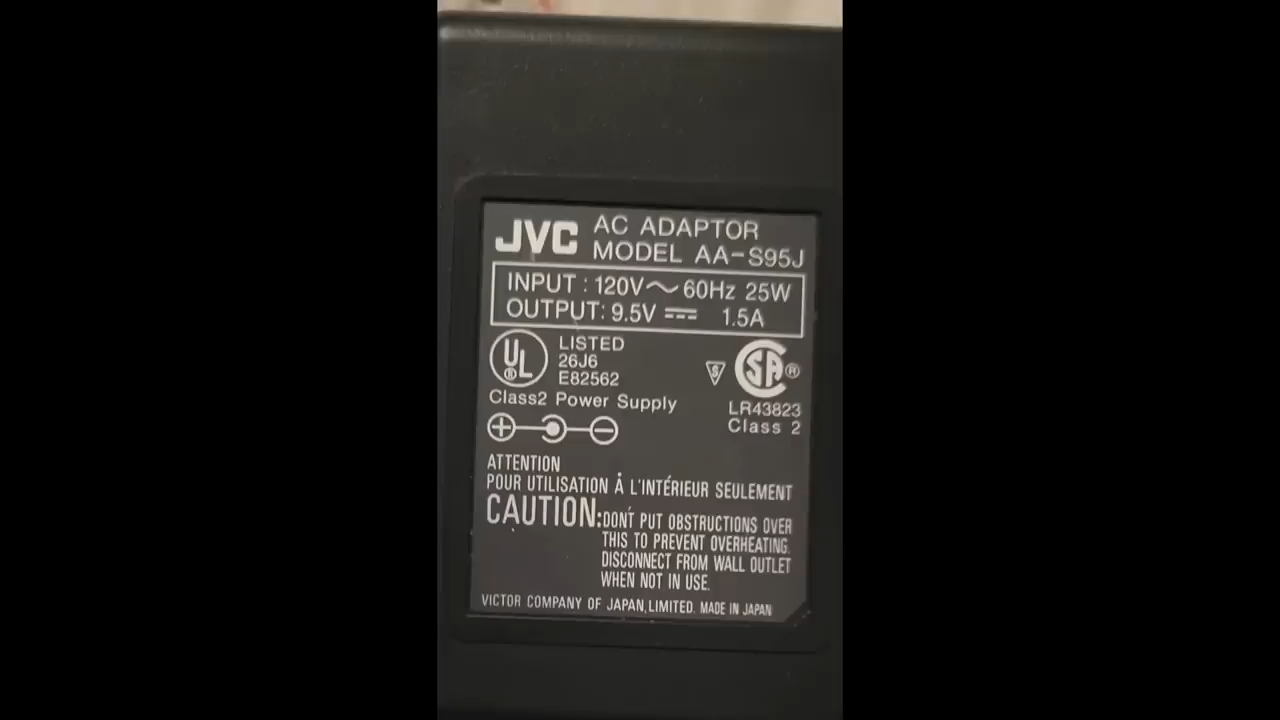 JVC AC ADAPTOR
MODEL AA-S95J
INPUT : 120V～ 60Hz 25W
OUTPUT: 9.5V ⎓ 1.5A
UL® LISTED
26J6
E82562
Class2 Power Supply
S SA®
LR43823
Class 2
+ −
ATTENTION
POUR UTILISATION À L'INTÉRIEUR SEULEMENT
CAUTION: DON'T PUT OBSTRUCTIONS OVER
THIS TO PREVENT OVERHEATING.
DISCONNECT FROM WALL OUTLET
WHEN NOT IN USE.
VICTOR COMPANY OF JAPAN, LIMITED. MADE IN JAPAN